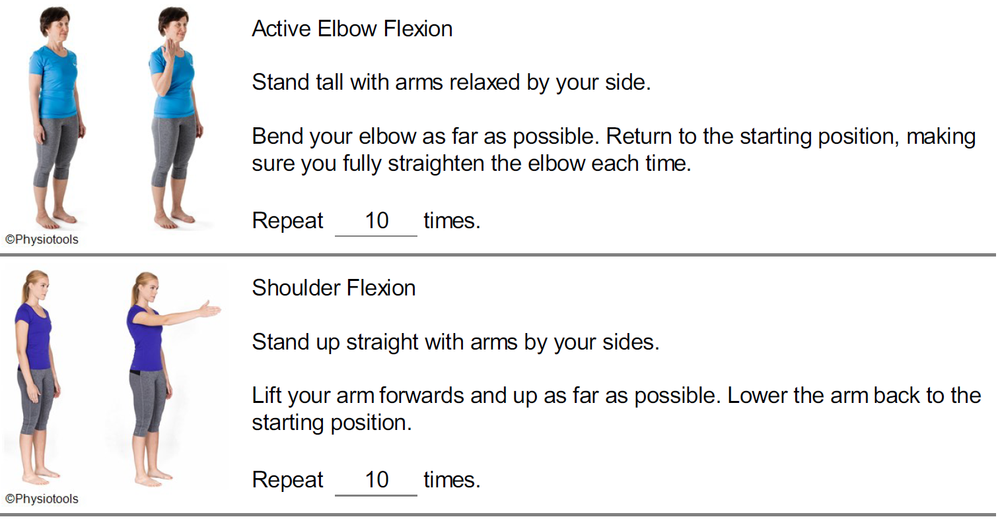 Active Elbow Flexion
Stand tall with arms relaxed by your side.
Bend your elbow as far as possible. Return to the starting position, making
sure you fully straighten the elbow each time.
Repeat 10 times.
©Physiotools
Shoulder Flexion
Stand up straight with arms by your sides.
Lift your arm forwards and up as far as possible. Lower the arm back to the
starting position.
Repeat 10 times.
©Physiotools